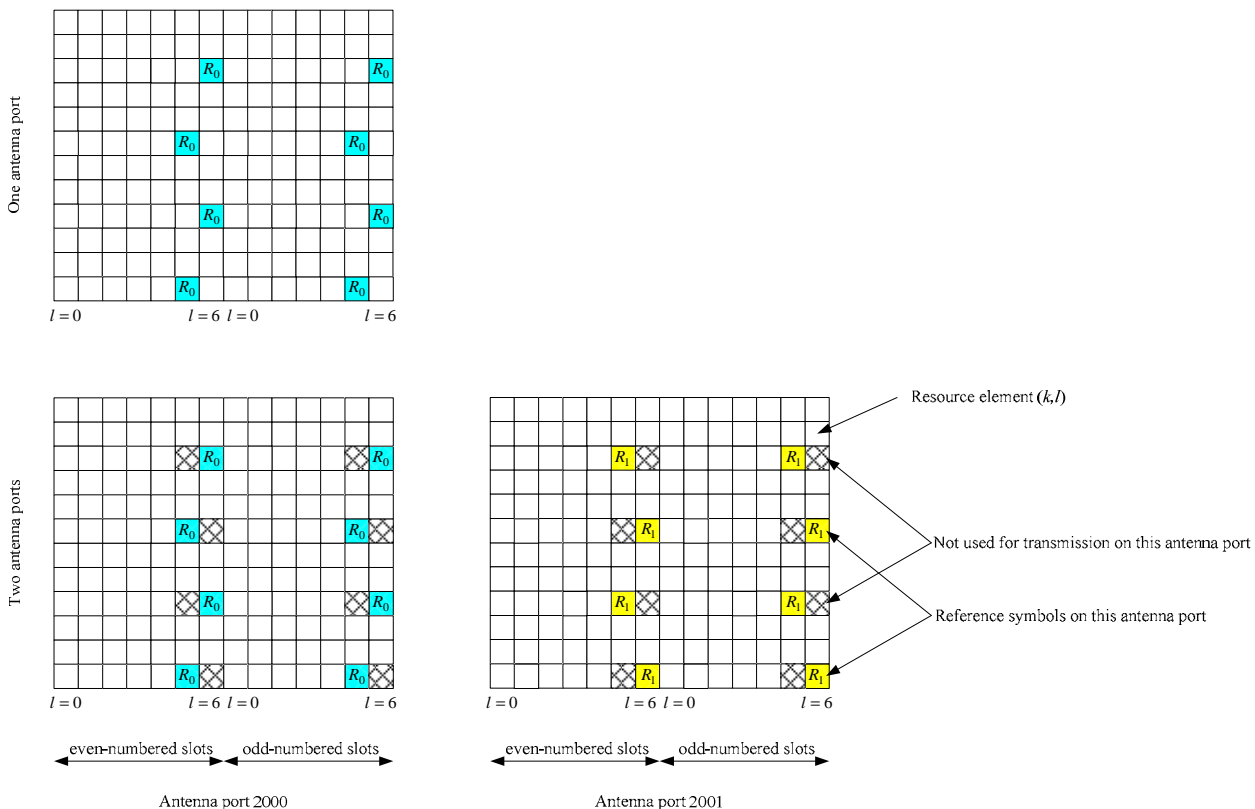 One antenna port
R0 R0
R0 R0
R0 R0
R0 R0
l = 0 l = 6 l = 0 l = 6
Two antenna ports
R0 R0
R0 R0
R0 R0
R0 R0
l = 0 l = 6 l = 0 l = 6
even-numbered slots odd-numbered slots
Antenna port 2000
R1 R1
R1 R1
R1 R1
R1 R1
l = 0 l = 6 l = 0 l = 6
even-numbered slots odd-numbered slots
Antenna port 2001
Resource element (k,l)
Not used for transmission on this antenna port
Reference symbols on this antenna port